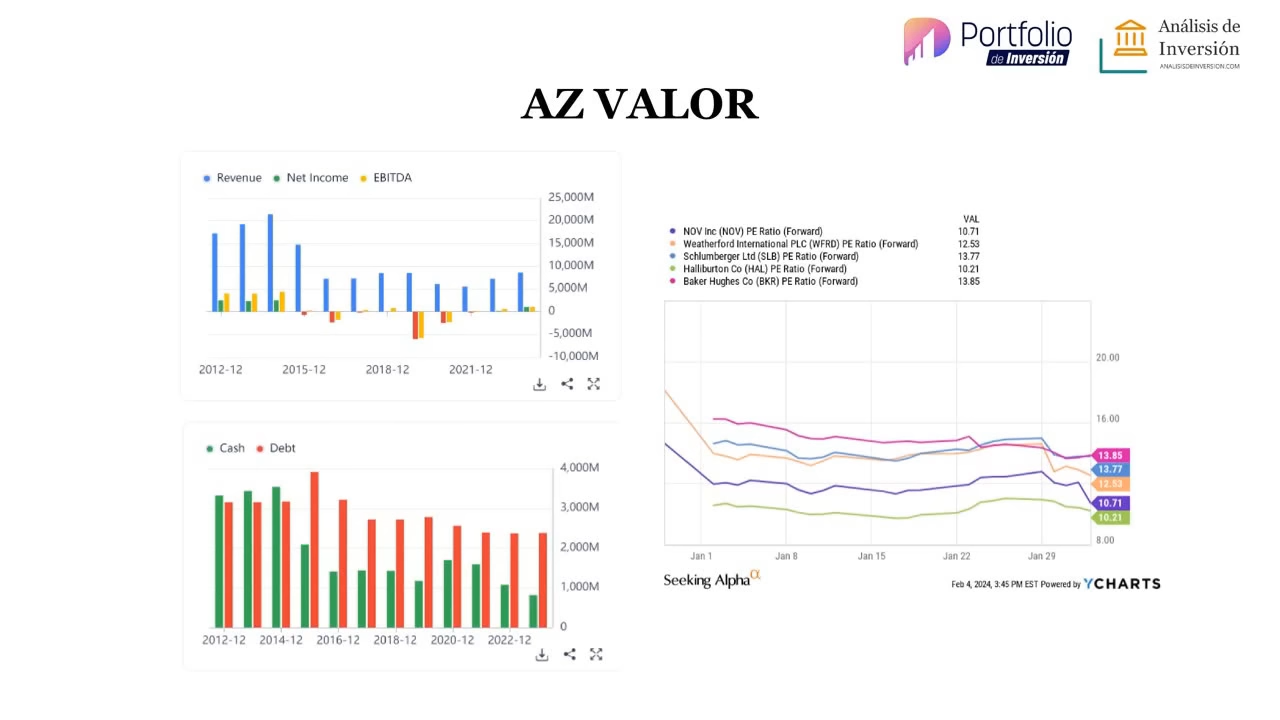 Portfolio
de Inversión
Análisis de
Inversión
ANALISISDEINVERSION.COM
AZ VALOR
Revenue Net Income EBITDA
25,000M
20,000M
15,000M
10,000M
5,000M
0
-5,000M
-10,000M
2012-12 2015-12 2018-12 2021-12
Cash Debt
4,000M
3,000M
2,000M
1,000M
0
2012-12 2014-12 2016-12 2018-12 2020-12 2022-12
VAL
NOV Inc (NOV) PE Ratio (Forward) 10.71
Weatherford International PLC (WFRD) PE Ratio (Forward) 12.53
Schlumberger Ltd (SLB) PE Ratio (Forward) 13.77
Halliburton Co (HAL) PE Ratio (Forward) 10.21
Baker Hughes Co (BKR) PE Ratio (Forward) 13.85
20.00
16.00
13.85
13.77
12.53
10.71
10.21
8.00
Jan 1 Jan 8 Jan 15 Jan 22 Jan 29
Seeking Alpha α
Feb 4, 2024, 3:45 PM EST Powered by YCHARTS